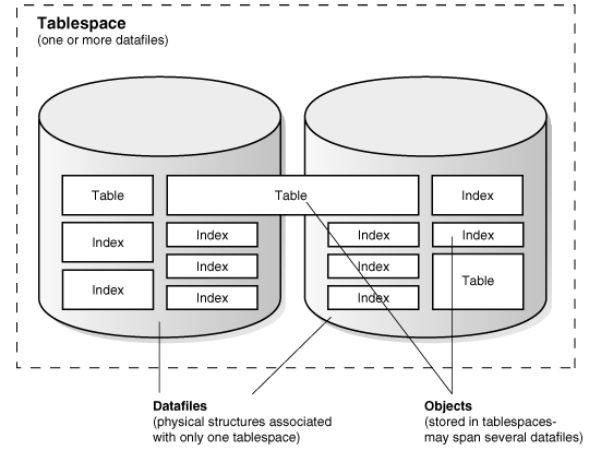 Tablespace
(one or more datafiles)
Table
Table
Index
Index
Index
Index
Index
Index
Index
Index
Table
Index
Index
Index
Datafiles
(physical structures associated
with only one tablespace)
Objects
(stored in tablespaces-
may span several datafiles)